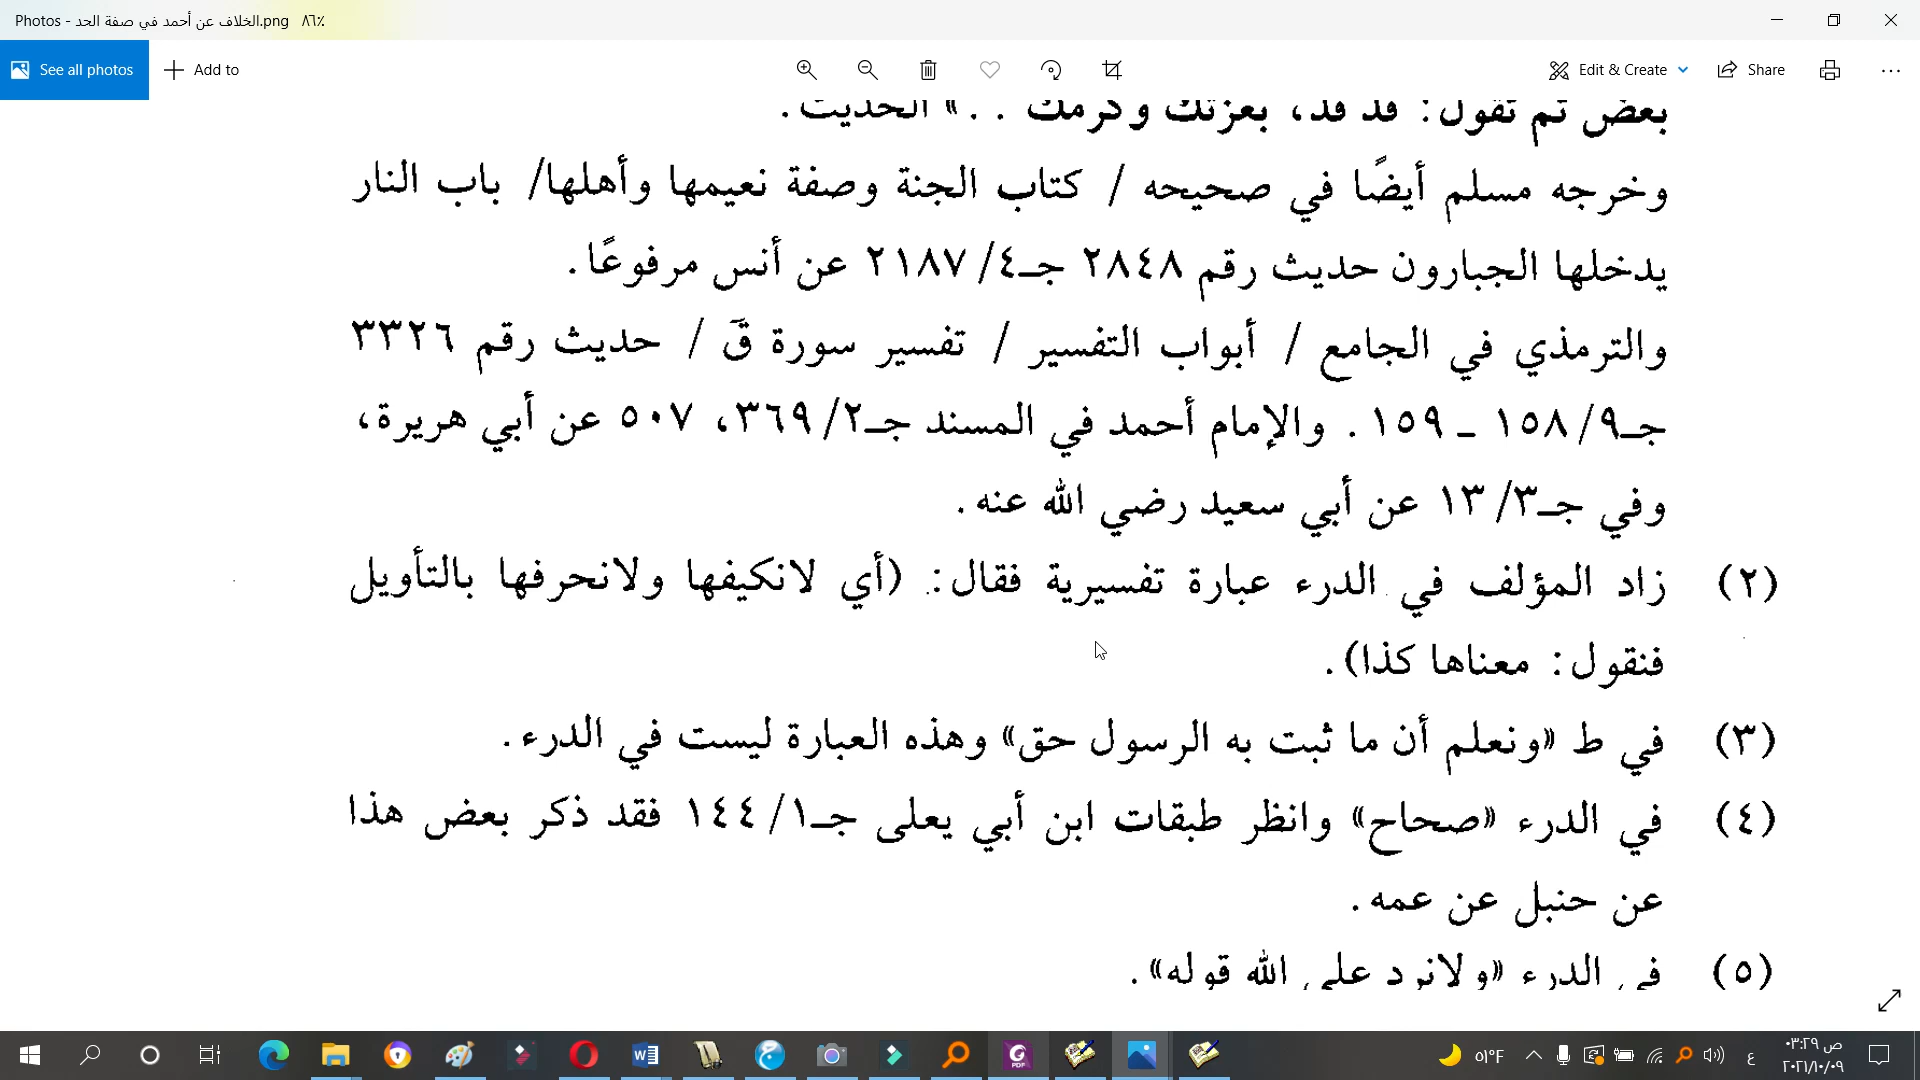 Photos - الخلاف عن أحمد في صفة الحد.png ٨٦٪
See all photos
Add to
Edit & Create
Share
بعض ثم تقول: قد قد، بعزتك وكرمك . .» الحديث.
وخرجه مسلم أيضًا في صحيحه / كتاب الجنة وصفة نعيمها وأهلها/ باب النار
يدخلها الجبارون حديث رقم ٢٨٤٨ جـ٤/ ٢١٨٧ عن أنس مرفوعًا.
والترمذي في الجامع / أبواب التفسير / تفسير سورة قَ / حديث رقم ٣٣٢٦
جـ٩/ ١٥٨ ـ ١٥٩. والإمام أحمد في المسند جـ٢/ ٣٦٩، ٥٠٧ عن أبي هريرة،
وفي جـ٣/ ١٣ عن أبي سعيد رضي الله عنه.
(٢) زاد المؤلف في الدرء عبارة تفسيرية فقال: (أي لانكيفها ولانحرفها بالتأويل
فنقول: معناها كذا).
(٣) في ط «ونعلم أن ما ثبت به الرسول حق» وهذه العبارة ليست في الدرء.
(٤) في الدرء «صحاح» وانظر طبقات ابن أبي يعلى جـ١/ ١٤٤ فقد ذكر بعض هذا
عن حنبل عن عمه.
(٥) في الدرء «ولانرد على الله قوله».
٥١°F
ع
٠٣:٢٩ ص
٢٠٢١/١٠/٠٩